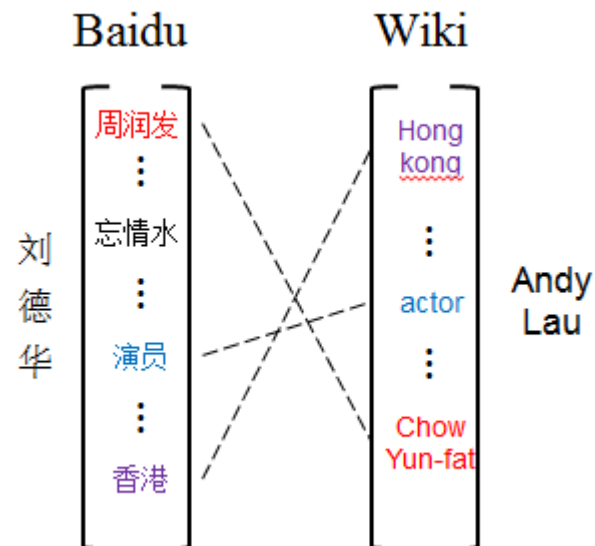 Baidu
Wiki
刘
德
华
周润发
⋮
忘情水
⋮
演员
⋮
香港
Hong
kong
⋮
actor
⋮
Chow
Yun-fat
Andy
Lau